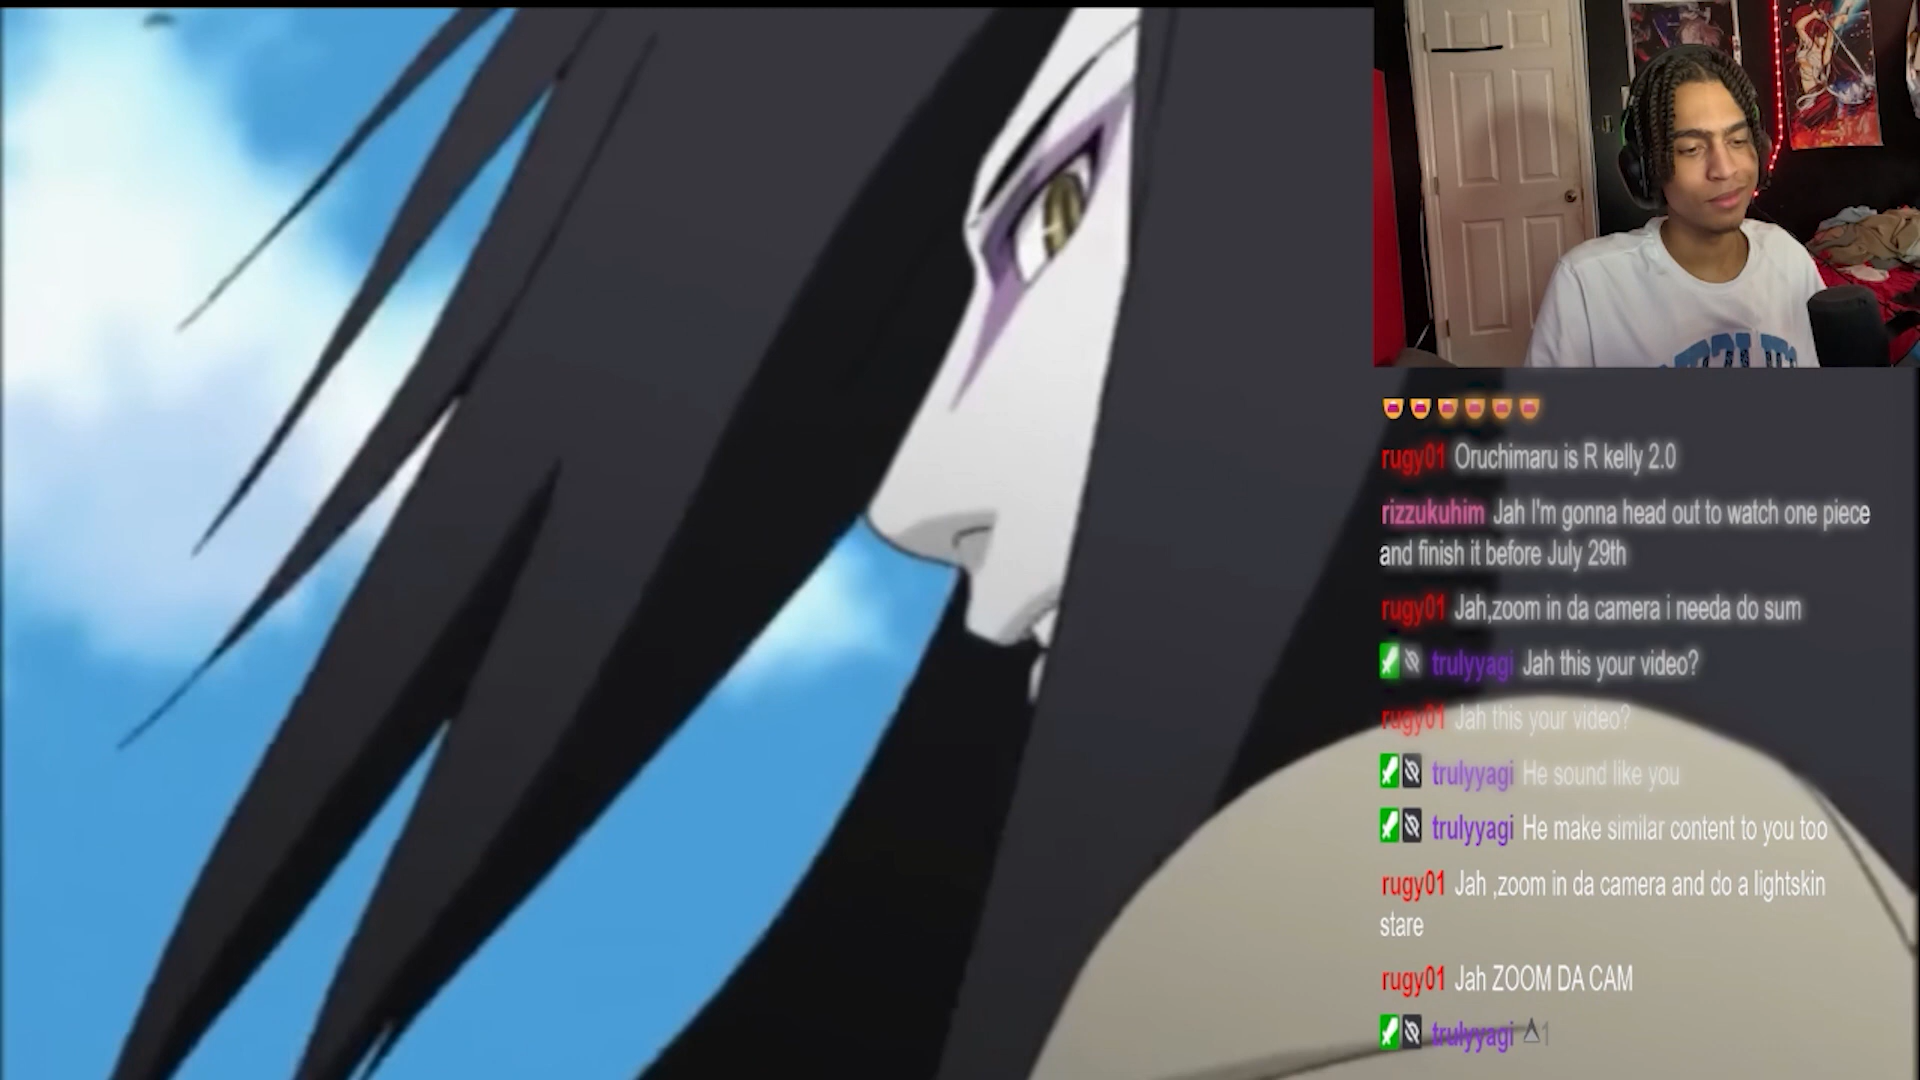 rugy01 Oruchimaru is R kelly 2.0
rizzukuhim Jah I'm gonna head out to watch one piece
and finish it before July 29th
rugy01 Jah,zoom in da camera i needa do sum
trulyyagi Jah this your video?
rugy01 Jah this your video?
trulyyagi He sound like you
trulyyagi He make similar content to you too
rugy01 Jah ,zoom in da camera and do a lightskin
stare
rugy01 Jah ZOOM DA CAM
trulyyagi